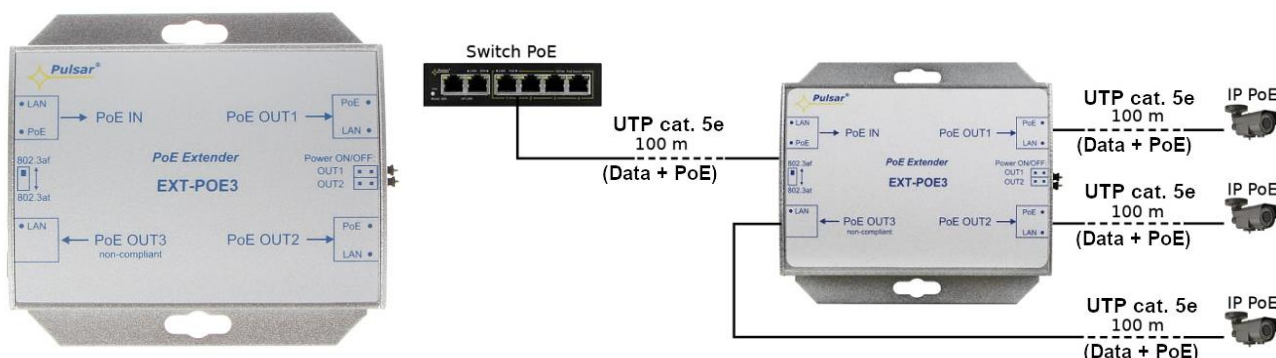 Pulsar®
LAN
PoE
PoE IN
PoE OUT1
PoE
LAN
802.3af
802.3at
PoE Extender
EXT-POE3
Power ON/OFF:
OUT1
OUT2
LAN
PoE OUT3
non-compliant
PoE OUT2
PoE
LAN
Switch PoE
Pulsar®
UTP cat. 5e
100 m
(Data + PoE)
Pulsar®
LAN
PoE
PoE IN
PoE OUT1
PoE
LAN
802.3af
802.3at
PoE Extender
EXT-POE3
Power ON/OFF:
OUT1
OUT2
LAN
PoE OUT3
non-compliant
PoE OUT2
PoE
LAN
UTP cat. 5e
100 m
(Data + PoE)
IP PoE
UTP cat. 5e
100 m
(Data + PoE)
IP PoE
UTP cat. 5e
100 m
(Data + PoE)
IP PoE